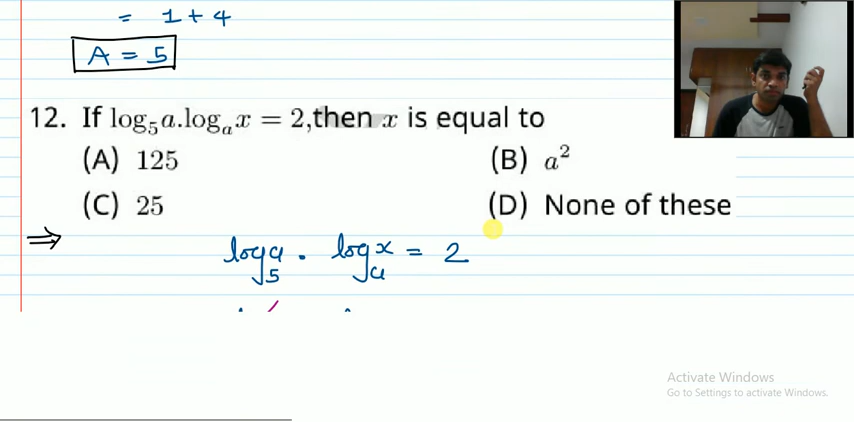 = 1 + 4
A = 5
12. If log₅a.logₐx = 2,then x is equal to
(A) 125
(B) a²
(C) 25
(D) None of these
⇒ log₅a . logₐx = 2
Activate Windows
Go to Settings to activate Windows.